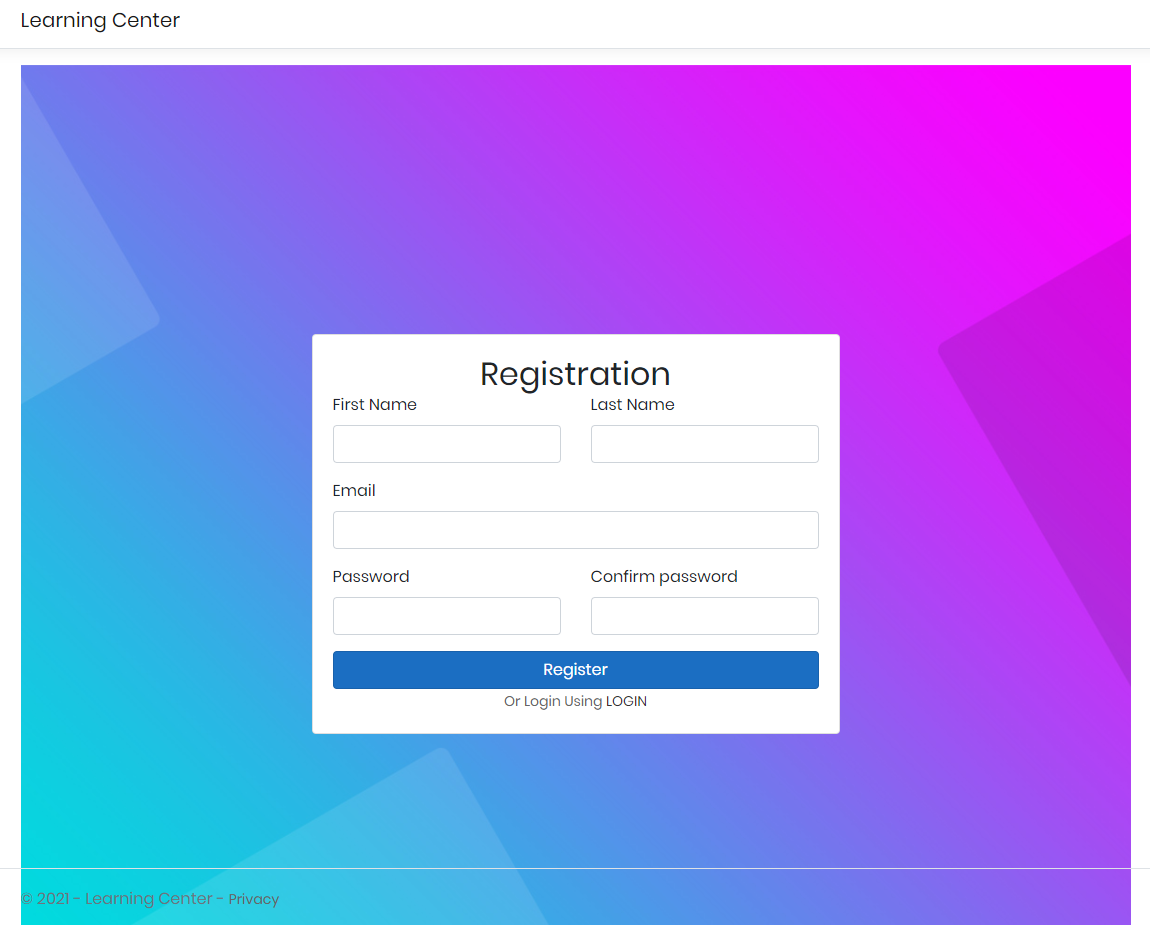 Learning Center
Registration
First Name Last Name
Email
Password Confirm password
Register
Or Login Using LOGIN
© 2021 - Learning Center - Privacy